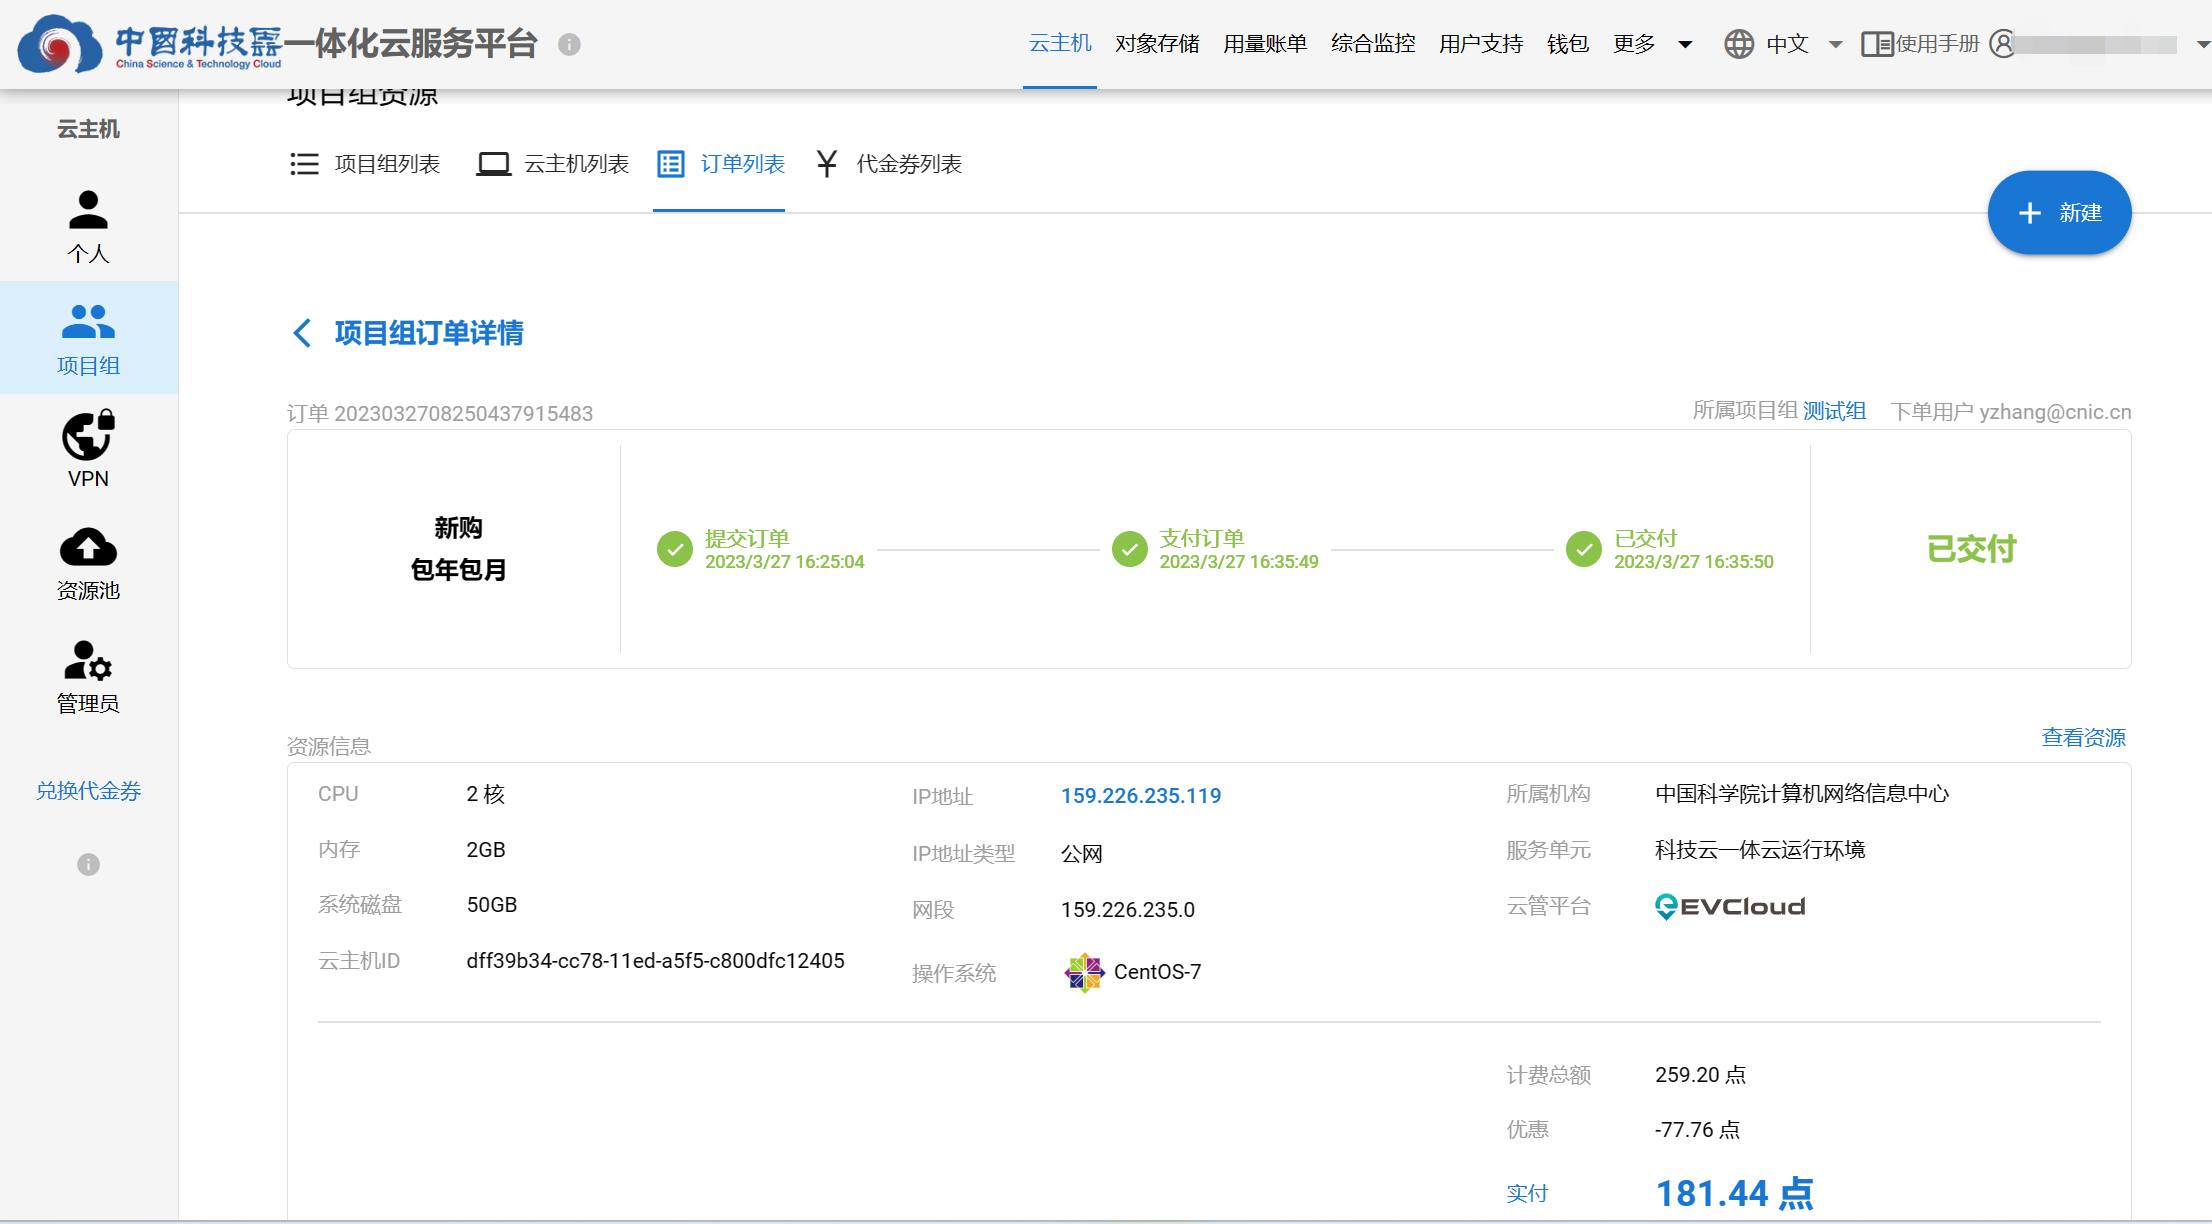 中国科技云 一体化云服务平台
China Science & Technology Cloud
云主机 对象存储 用量账单 综合监控 用户支持 钱包 更多 中文 使用手册
云主机
个人
项目组
VPN
资源池
管理员
兑换代金券
项目组资源
项目组列表 云主机列表 订单列表 代金券列表
+ 新建
项目组订单详情
订单 2023032708250437915483
所属项目组 测试组 下单用户 yzhang@cnic.cn
新购
包年包月
提交订单
2023/3/27 16:25:04
支付订单
2023/3/27 16:35:49
已交付
2023/3/27 16:35:50
已交付
资源信息
查看资源
CPU 2 核
内存 2GB
系统磁盘 50GB
云主机ID dff39b34-cc78-11ed-a5f5-c800dfc12405
IP地址 159.226.235.119
IP地址类型 公网
网段 159.226.235.0
操作系统 CentOS-7
所属机构 中国科学院计算机网络信息中心
服务单元 科技云一体云运行环境
云管平台 EVCloud
计费总额 259.20 点
优惠 -77.76 点
实付 181.44 点